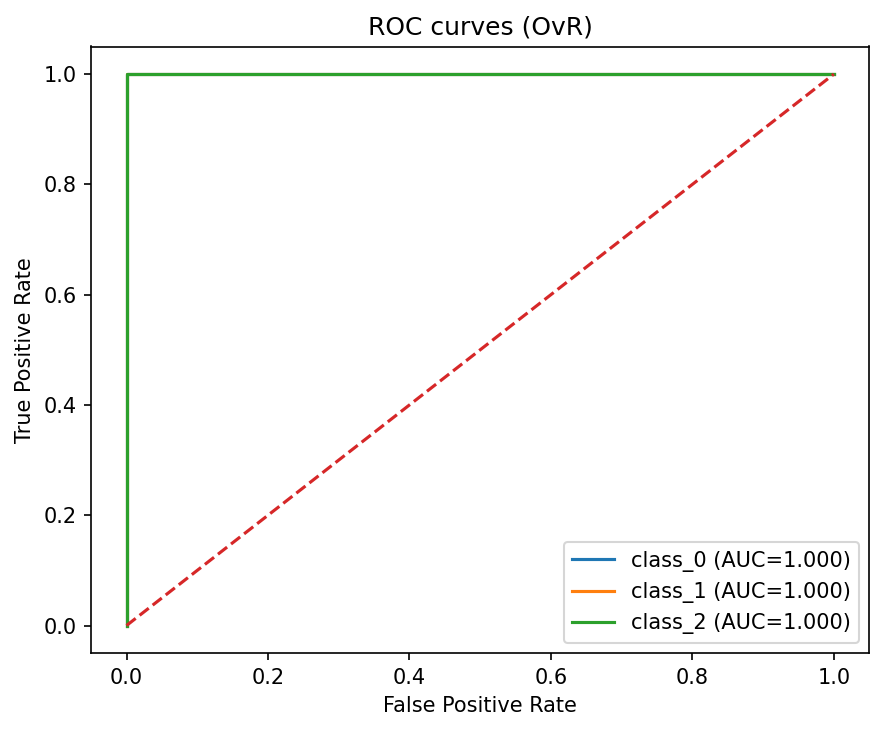 ROC curves (OvR)
1.0
0.8
0.6
0.4
0.2
0.0
True Positive Rate
class_0 (AUC=1.000)
class_1 (AUC=1.000)
class_2 (AUC=1.000)
0.0 0.2 0.4 0.6 0.8 1.0
False Positive Rate